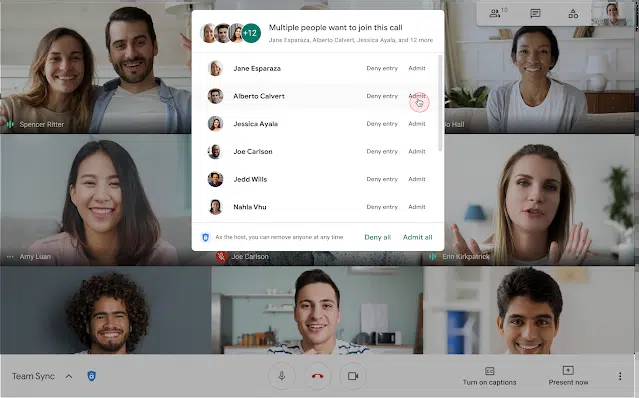 +12
Multiple people want to join this call
Jane Esparaza, Alberto Calvert, Jessica Ayala, and 12 more
10
Jane Esparaza Deny entry Admit
Alberto Calvert Deny entry Admit
Jessica Ayala Deny entry Admit
Joe Carlson Deny entry Admit
Jedd Wills Deny entry Admit
Nahla Vhu Deny entry Admit
As the host, you can remove anyone at any time
Deny all Admit all
Spencer Ritter
Hall
Amy Luan
Joe Carlson
Erin Kirkpatrick
Team Sync
Turn on captions
Present now